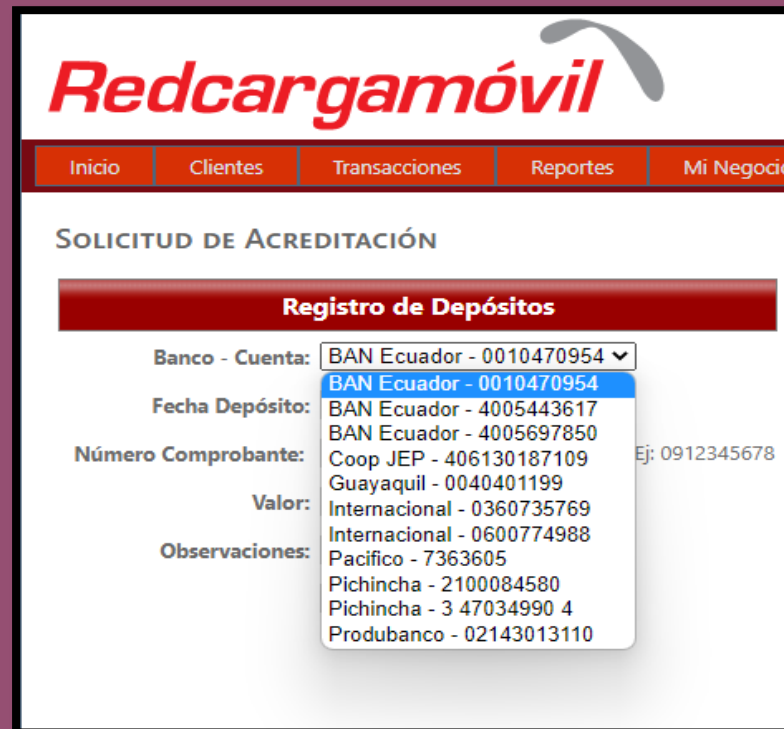 Redcargamóvil
Inicio Clientes Transacciones Reportes Mi Negocio
SOLICITUD DE ACREDITACIÓN
Registro de Depósitos
Banco - Cuenta: BAN Ecuador - 0010470954
BAN Ecuador - 0010470954
Fecha Depósito: BAN Ecuador - 4005443617
BAN Ecuador - 4005697850
Número Comprobante: Coop JEP - 406130187109 Ej: 0912345678
Guayaquil - 0040401199
Valor: Internacional - 0360735769
Internacional - 0600774988
Observaciones: Pacifico - 7363605
Pichincha - 2100084580
Pichincha - 3 47034990 4
Produbanco - 02143013110